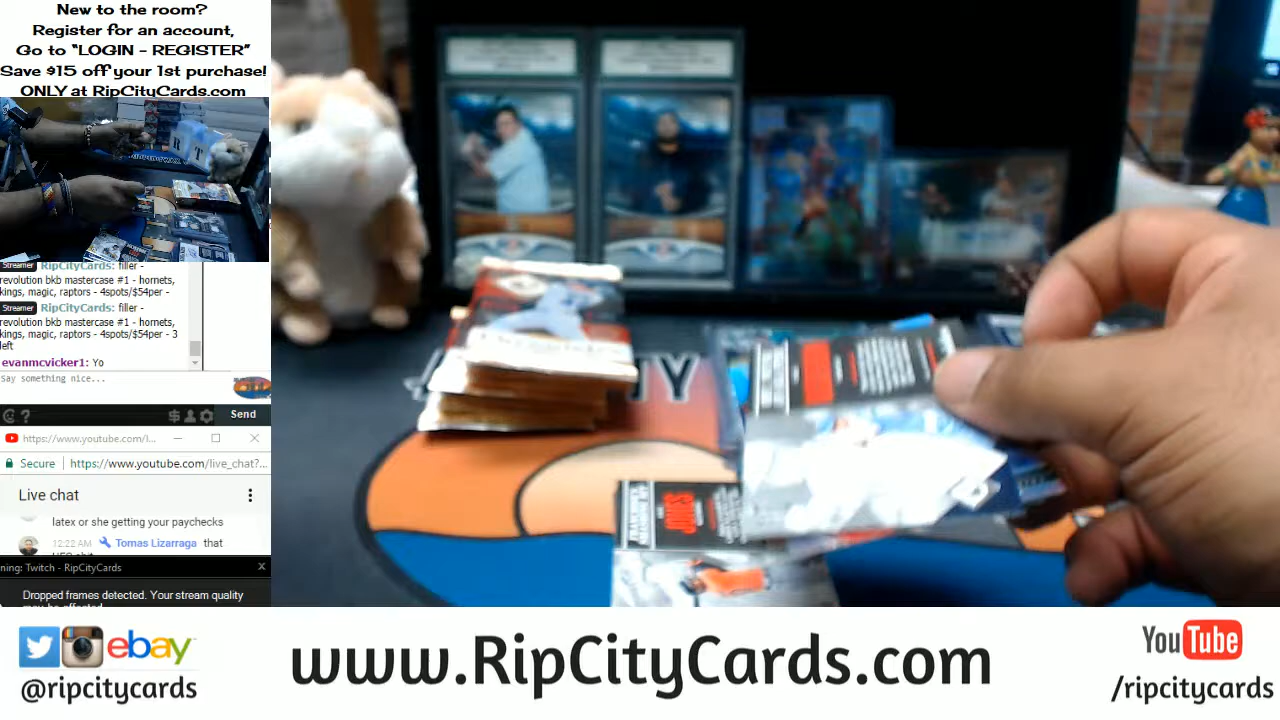 New to the room?
Register for an account,
Go to “LOGIN - REGISTER”
Save $15 off your 1st purchase!
ONLY at RipCityCards.com
R T
Streamer RipCityCards: filler -
revolution bkb mastercase #1 - hornets,
kings, magic, raptors - 4spots/$54per -
Streamer RipCityCards: filler -
revolution bkb mastercase #1 - hornets,
kings, magic, raptors - 4spots/$54per - 3
left
evanmcvicker1: Yo
Say something nice...
Send
https://www.youtube.com/l...
Secure https://www.youtube.com/live_chat?...
Live chat
latex or she getting your paychecks
12:22 AM Tomas Lizarraga that
ning: Twitch - RipCityCards
Dropped frames detected. Your stream quality
ebay
@ripcitycards
www.RipCityCards.com
YouTube
/ripcitycards